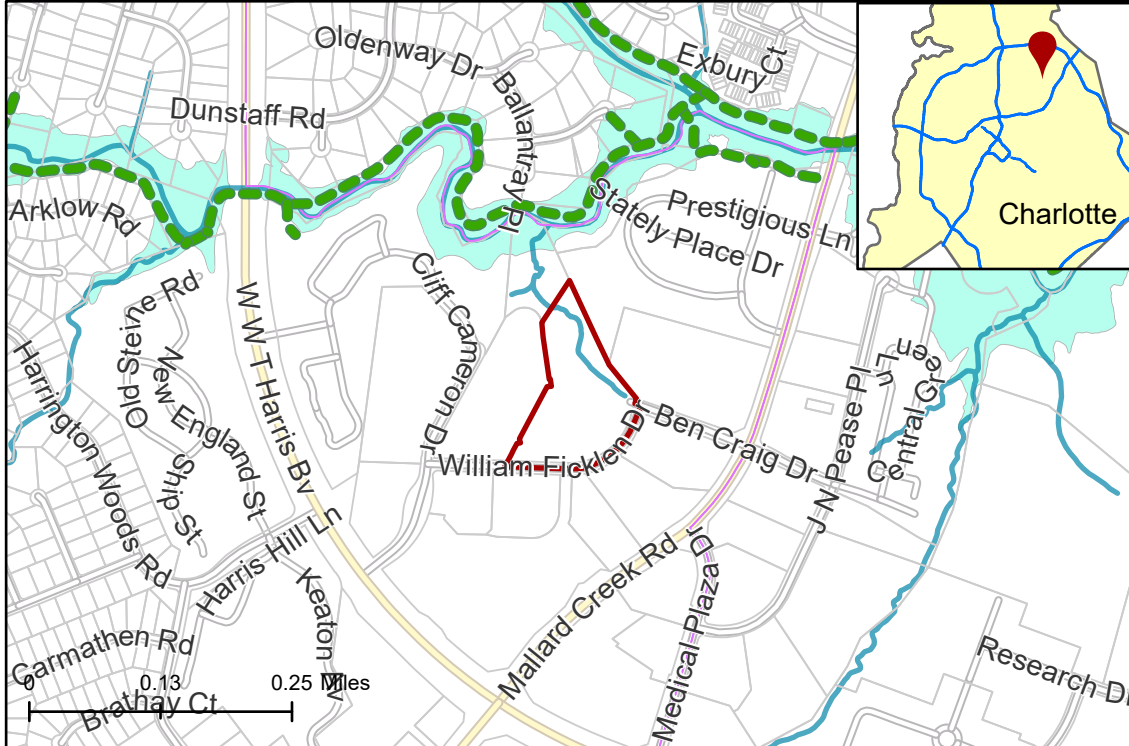 Oldenway Dr
Exbury Ct
Ballantray Pl
Dunstaff Rd
Charlotte
Arklow Rd
Stately Place Dr
Prestigious Ln
Cliff Cameron Dr
Old Steine Rd
W W T Harris Bv
New England St
Harrington Woods Rd
Ship St
William Ficklen Dr
Ben Craig Dr
J N Pease Pl
Central Green Ln
Ce
Harris Hill Ln
Keaton Av
Mallard Creek Rd
Medical Plaza Dr
Carmathen Rd
Research Dr
0 0.13 0.25 Miles
Brathay Ct